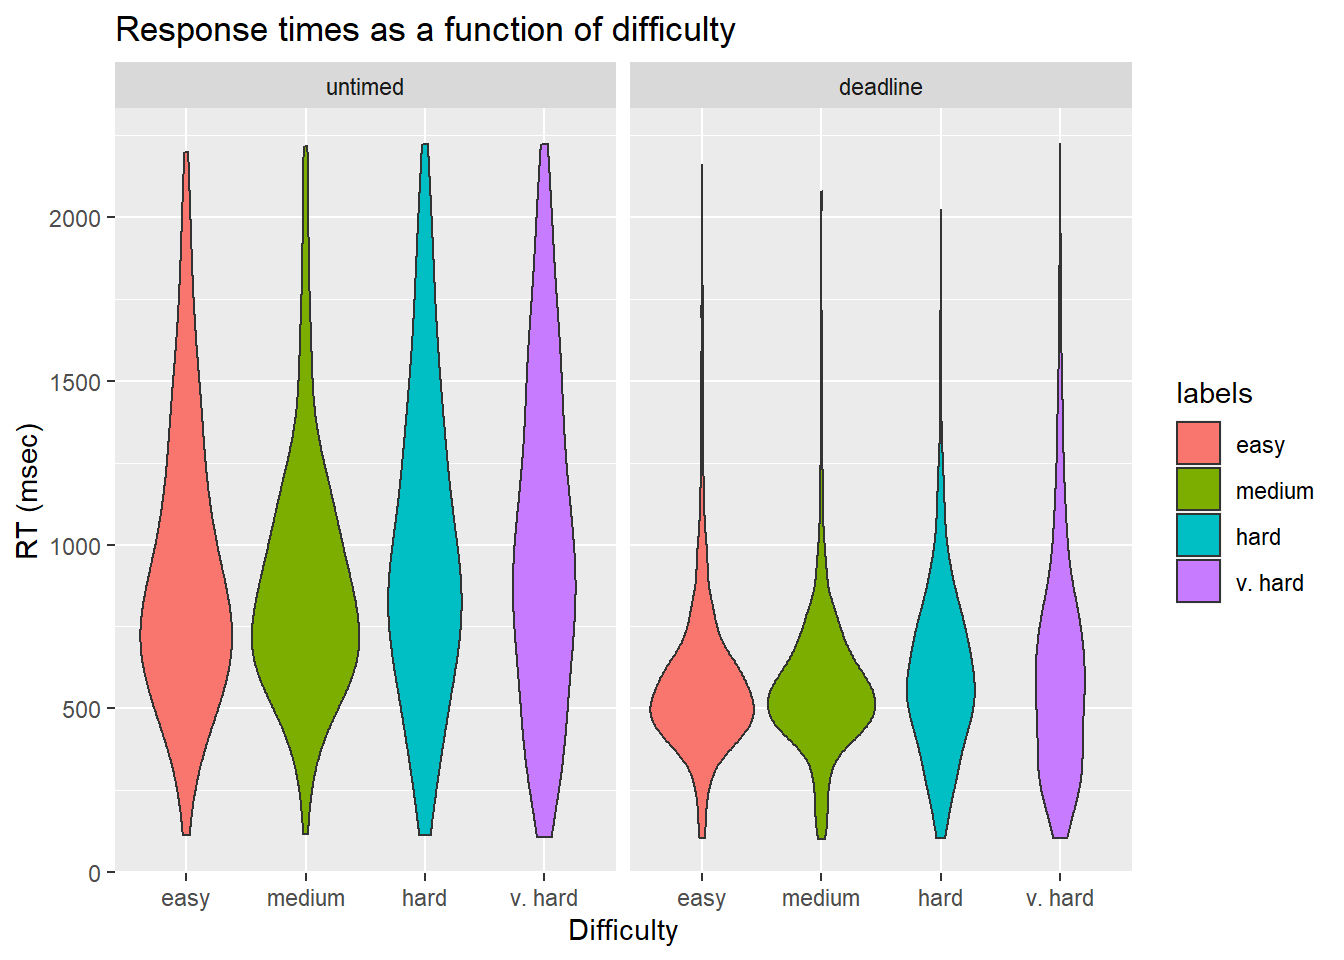 Response times as a function of difficulty
untimed
deadline
2000
1500
1000
500
0
RT (msec)
easy
medium
hard
v. hard
easy
medium
hard
v. hard
Difficulty
labels
easy
medium
hard
v. hard